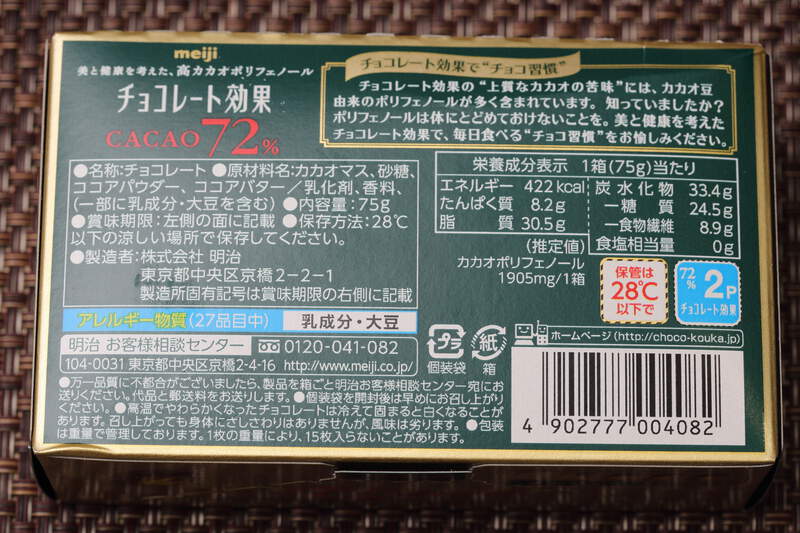 meiji
美と健康を考えた、高カカオポリフェノール
チョコレート効果
CACAO 72%
チョコレート効果で“チョコ習慣”
チョコレート効果の“上質なカカオの苦味”には、カカオ豆
由来のポリフェノールが多く含まれています。知っていましたか?
ポリフェノールは体にとどめておけないことを。美と健康を考えた
チョコレート効果で、毎日食べる“チョコ習慣”をお愉しみください。
●名称:チョコレート ●原材料名:カカオマス、砂糖、
ココアパウダー、ココアバター/乳化剤、香料、
(一部に乳成分・大豆を含む) ●内容量:75g
●賞味期限:左側の面に記載 ●保存方法:28℃
以下の涼しい場所で保存してください。
●製造者:株式会社 明治
東京都中央区京橋2-2-1
製造所固有記号は賞味期限の右側に記載
栄養成分表示 1箱(75g)当たり
エネルギー 422kcal
たんぱく質 8.2g
脂質 30.5g
炭水化物 33.4g
-糖質 24.5g
-食物繊維 8.9g
食塩相当量 0g
(推定値)
カカオポリフェノール
1905mg/1箱
保管は
28℃
以下で
72%
2P
チョコレート効果
アレルギー物質(27品目中) 乳成分・大豆
明治 お客様相談センター 0120-041-082
104-0031 東京都中央区京橋2-4-16 http://www.meiji.co.jp/
プラ
個装袋
紙
箱
ホームページ(http://choco-kouka.jp)
●万一品質に不都合がございましたら、製品を箱ごと明治お客様相談センター宛にお
送りください。代品と郵送料をお送りします。 ●個装袋を開封後は早めにお召し上がり
ください。 ●高温でやわらかくなったチョコレートは冷えて固まると白くなることが
あります。召し上がっても身体にさしさわりはありませんが、風味は劣ります。 ●包装
は重量で管理しております。1枚の重量により、15枚入らないことがあります。
4 902777 004082